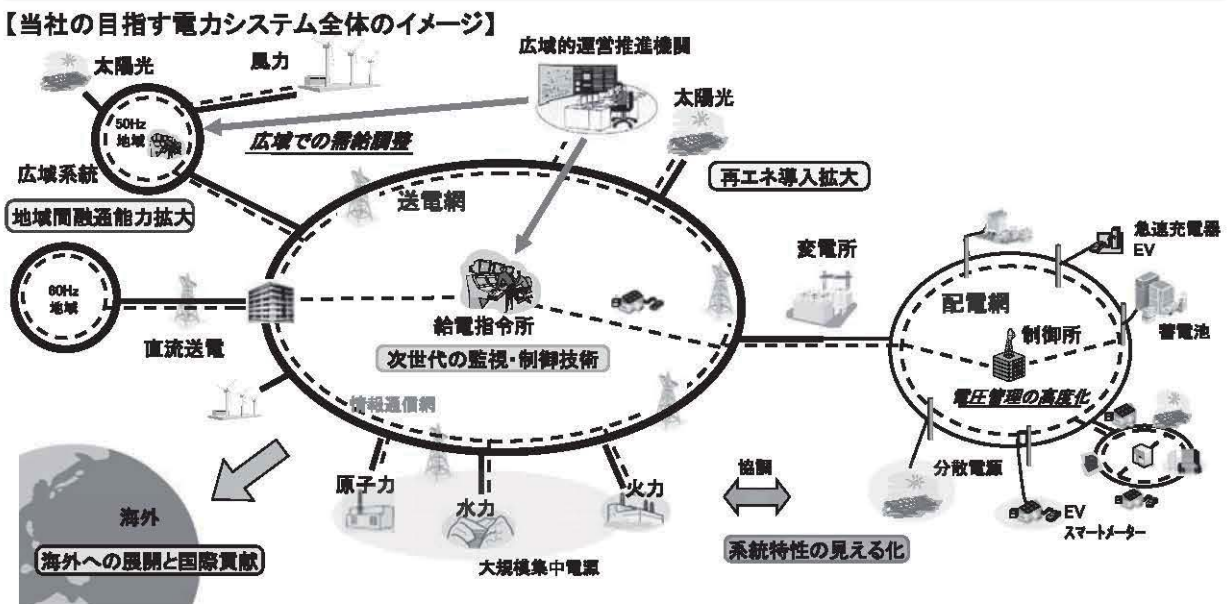 【当社の目指す電力システム全体のイメージ】
太陽光
風力
広域的運営推進機関
太陽光
50Hz
地域
広域での需給調整
広域系統
地域間融通能力拡大
送電網
再エネ導入拡大
60Hz
地域
直流送電
給電指令所
次世代の監視・制御技術
情報通信網
変電所
急速充電器
EV
配電網
蓄電池
制御所
電圧管理の高度化
原子力
水力
火力
大規模集中電源
協調
系統特性の見える化
分散電源
EV
スマートメーター
海外
海外への展開と国際貢献